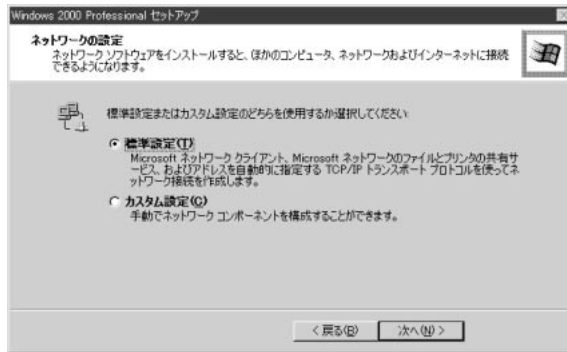 Windows 2000 Professional セットアップ
ネットワークの設定
ネットワーク ソフトウェアをインストールすると、ほかのコンピュータ、ネットワークおよびインターネットに接続
できるようになります。
標準設定またはカスタム設定のどちらを使用するか選択してください:
標準設定(T)
Microsoft ネットワーク クライアント、Microsoft ネットワークのファイルとプリンタの共有サ
ービス、およびアドレスを自動的に指定する TCP/IP トランスポート プロトコルを使ってネ
ットワーク接続を作成します。
カスタム設定(C)
手動でネットワーク コンポーネントを構成することができます。
< 戻る(B)
次へ(N) >